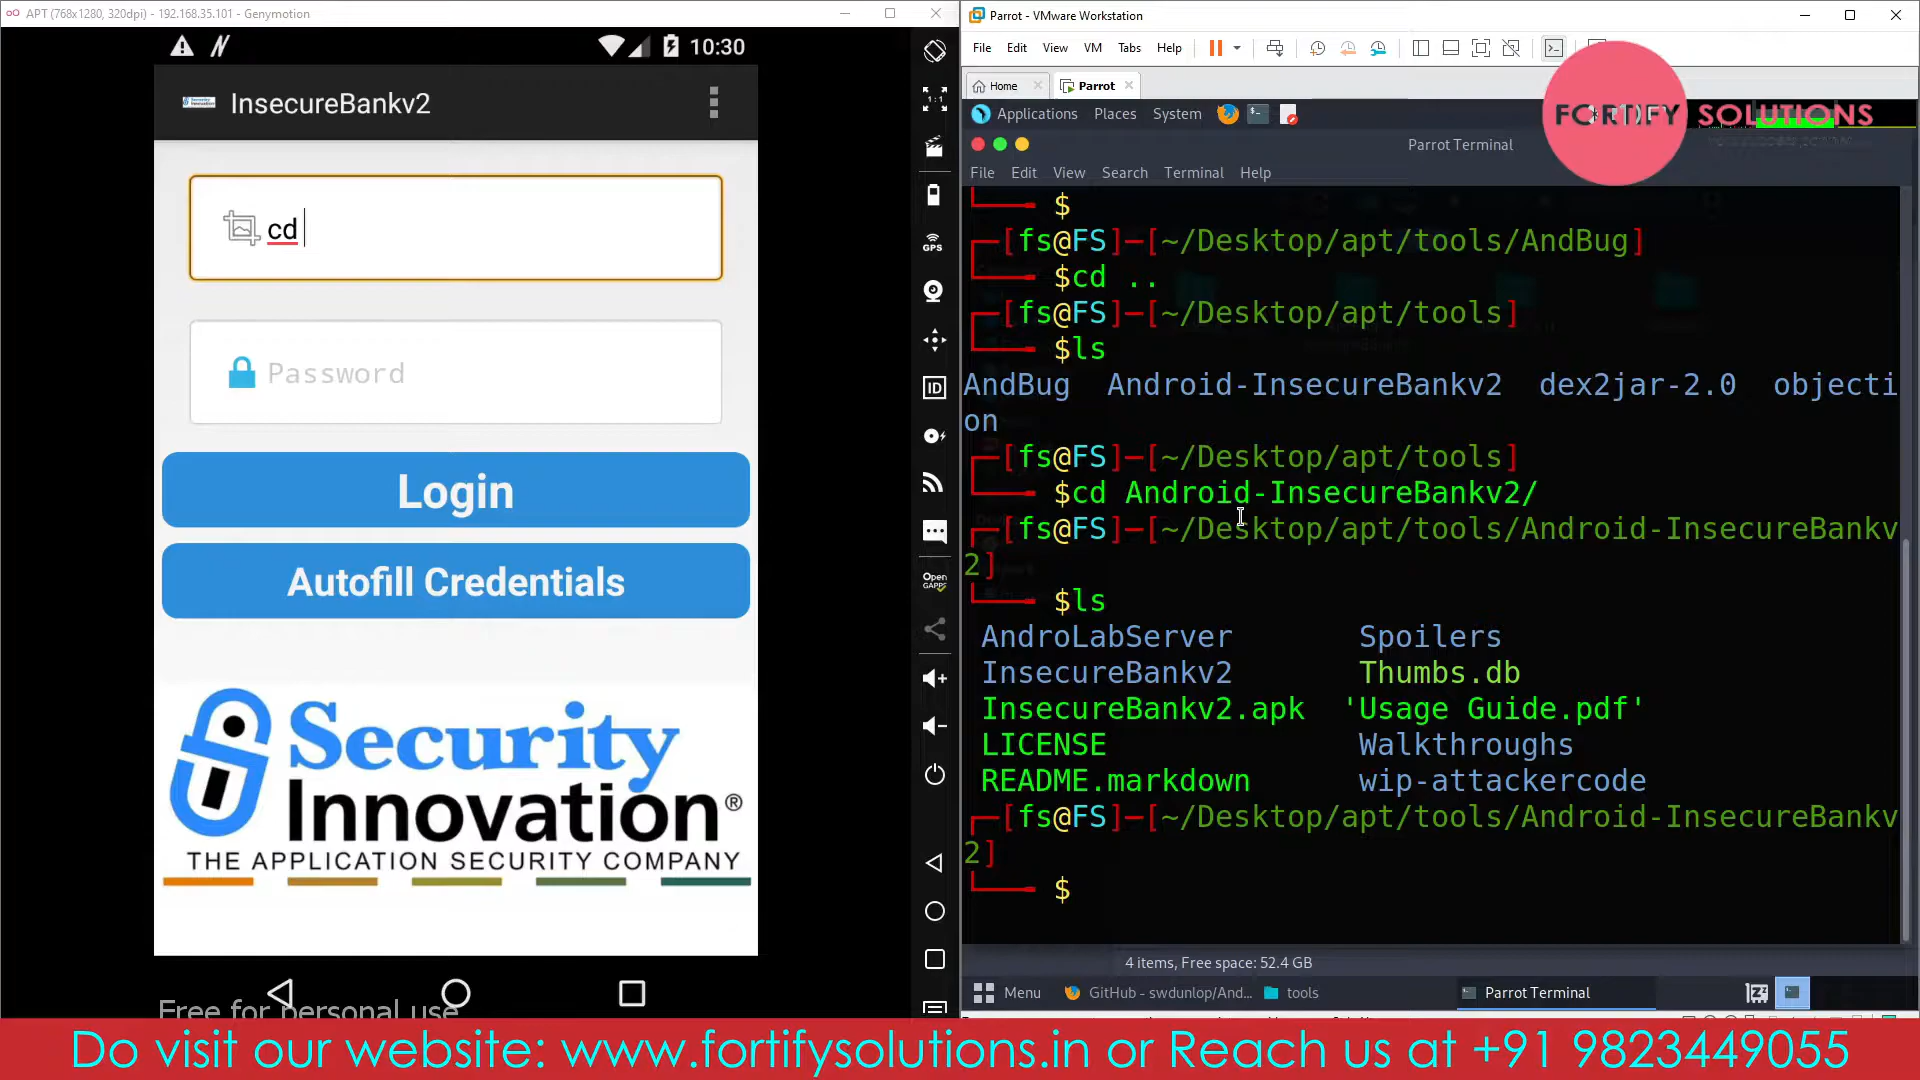 APT (768x1280, 320dpi) - 192.168.35.101 - Genymotion
10:30
InsecureBankv2
cd
Password
Login
Autofill Credentials
Security
Innovation®
THE APPLICATION SECURITY COMPANY
Free for personal use
1:1
GPS
ID
Open
GAPPS
Parrot - VMware Workstation
File Edit View VM Tabs Help
Home Parrot
Applications Places System
FORTIFY SOLUTIONS
Parrot Terminal
File Edit View Search Terminal Help
$
[fs@FS]─[~/Desktop/apt/tools/AndBug]
$cd ..
[fs@FS]─[~/Desktop/apt/tools]
$ls
AndBug Android-InsecureBankv2 dex2jar-2.0 objecti
on
[fs@FS]─[~/Desktop/apt/tools]
$cd Android-InsecureBankv2/
[fs@FS]─[~/Desktop/apt/tools/Android-InsecureBankv
2]
$ls
AndroLabServer Spoilers
InsecureBankv2 Thumbs.db
InsecureBankv2.apk 'Usage Guide.pdf'
LICENSE Walkthroughs
README.markdown wip-attackercode
[fs@FS]─[~/Desktop/apt/tools/Android-InsecureBankv
2]
$
4 items, Free space: 52.4 GB
Menu GitHub - swdunlop/And... tools Parrot Terminal
Do visit our website: www.fortifysolutions.in or Reach us at +91 9823449055